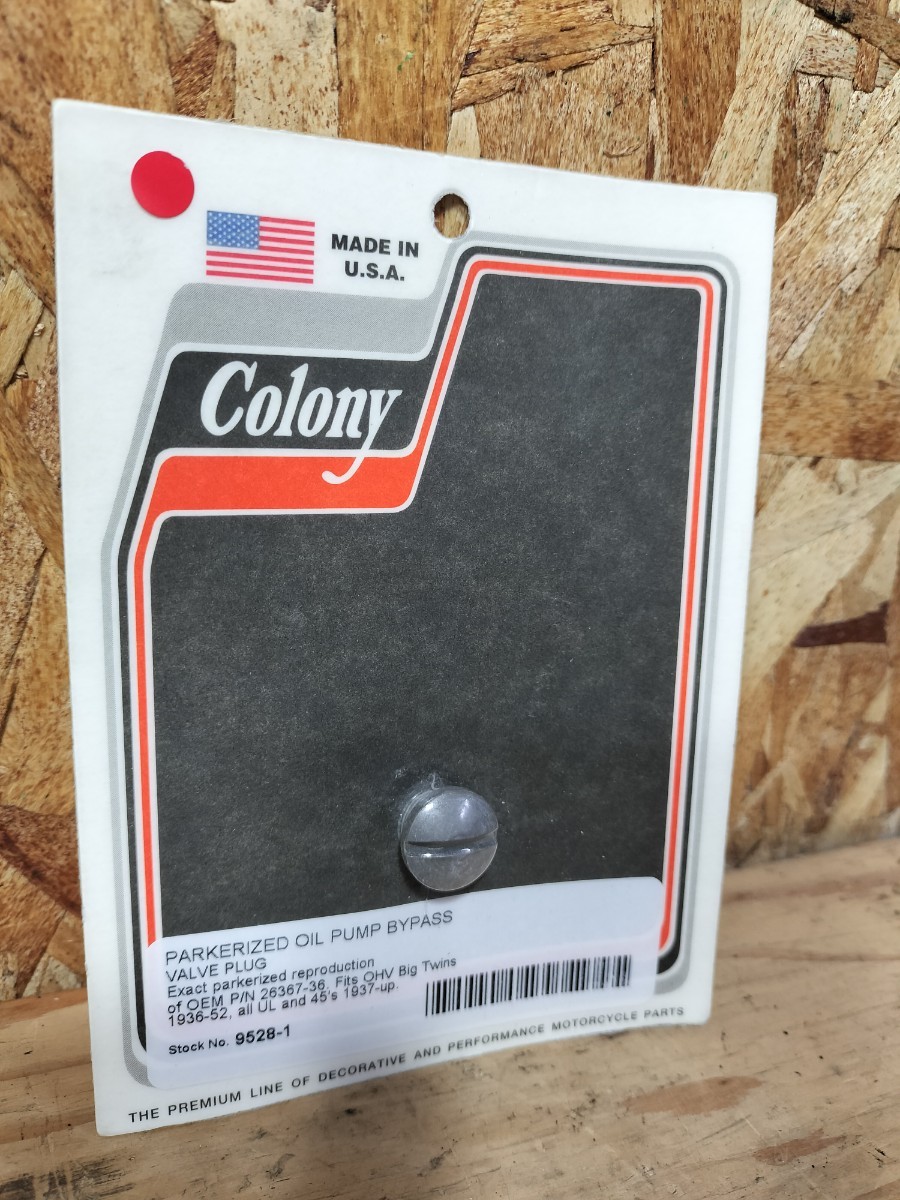 MADE IN
U.S.A.
Colony
PARKERIZED OIL PUMP BYPASS
VALVE PLUG
Exact parkerized reproduction
of OEM P/N 26367-36. Fits OHV Big Twins
1936-52, all UL and 45's 1937-up.
Stock No. 9528-1
THE PREMIUM LINE OF DECORATIVE AND PERFORMANCE MOTORCYCLE PARTS